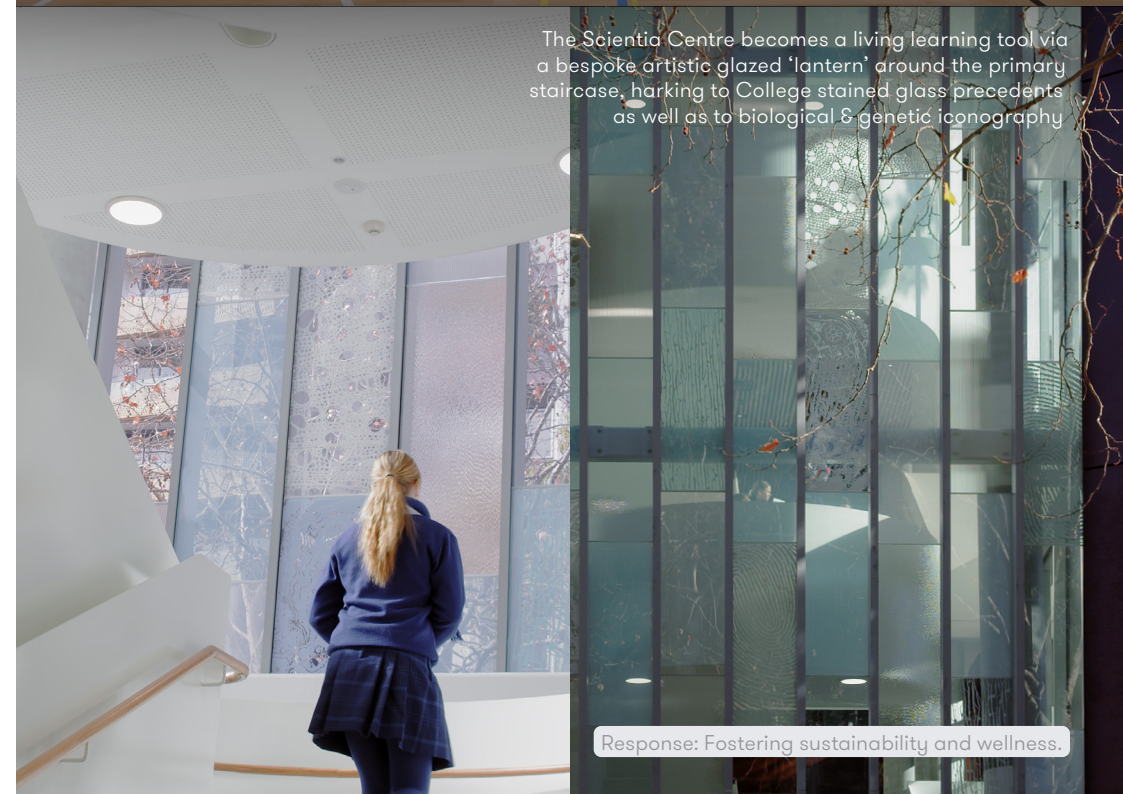 The Scientia Centre becomes a living learning tool via
a bespoke artistic glazed ‘lantern’ around the primary
staircase, harking to College stained glass precedents
as well as to biological & genetic iconography
Response: Fostering sustainability and wellness.